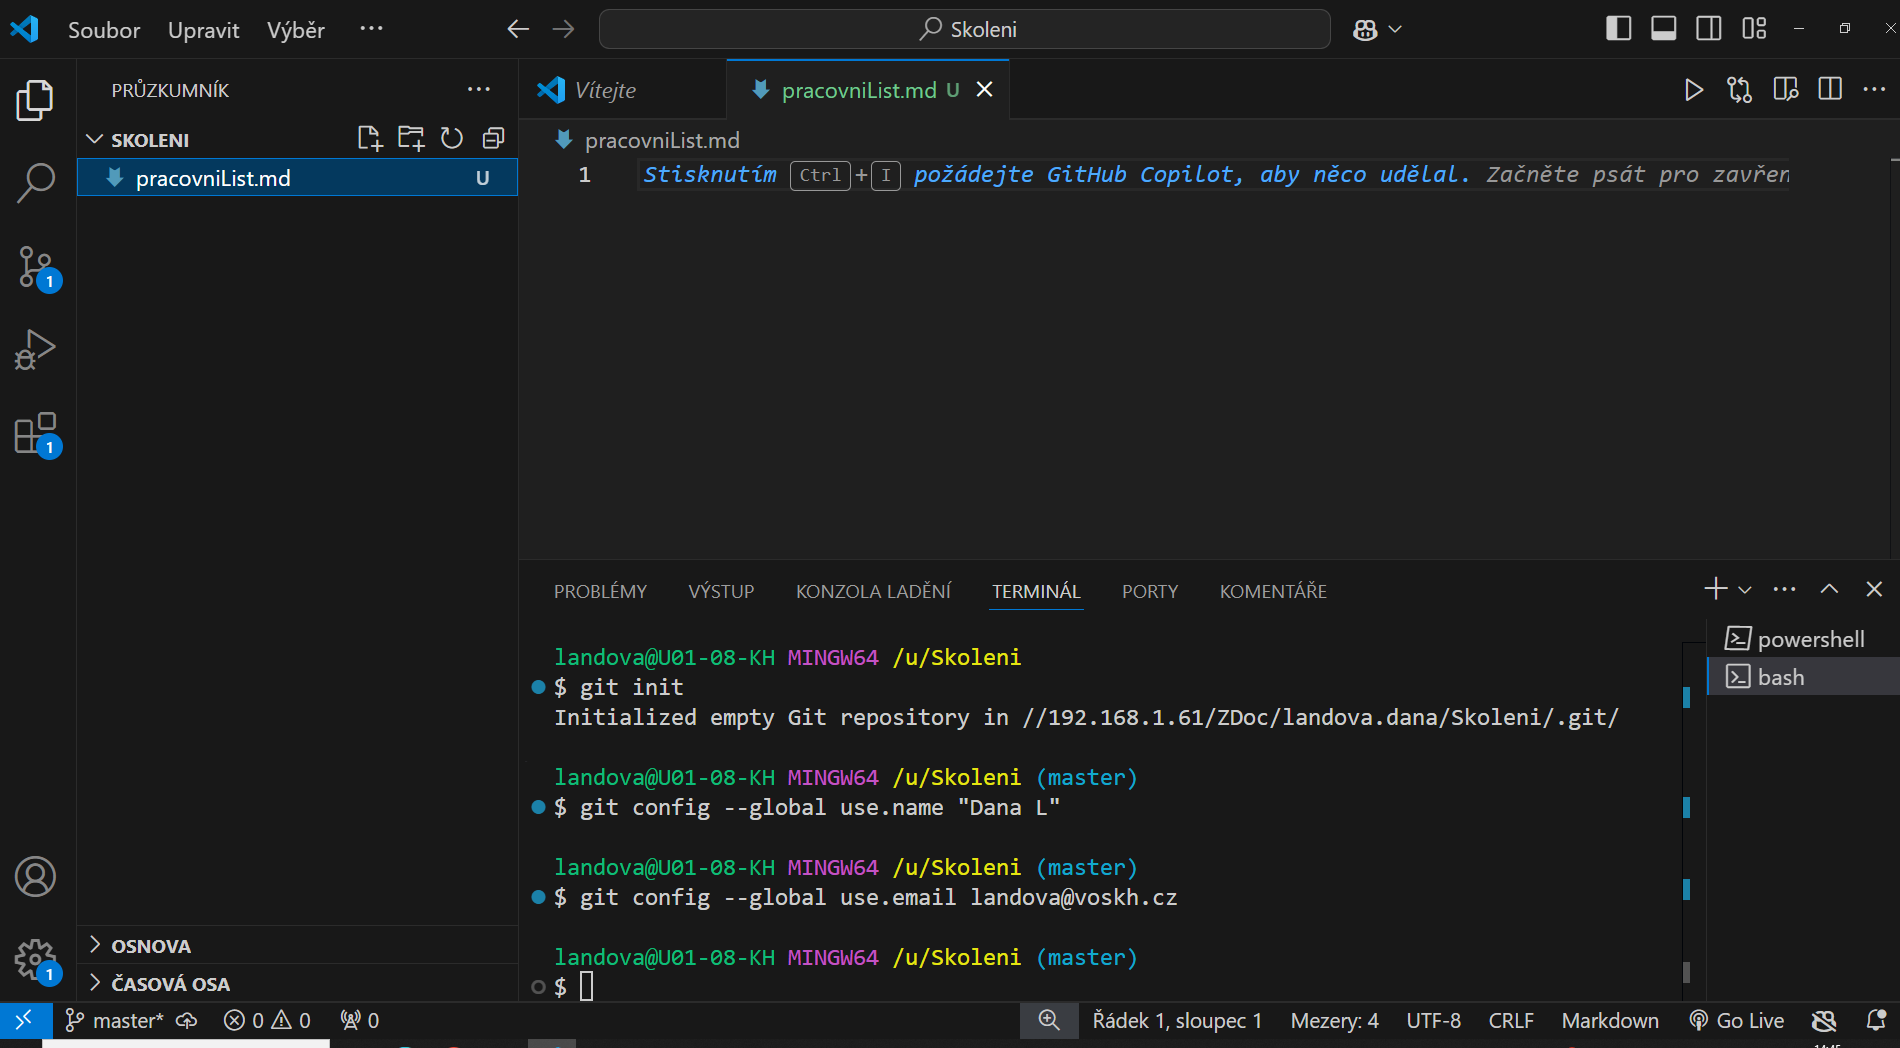 Soubor Upravit Výběr ··· Skoleni
PRŮZKUMNÍK ···
SKOLENI
pracovniList.md U
OSNOVA
ČASOVÁ OSA
1
1
1
Vítejte
pracovniList.md U
pracovniList.md
1 Stisknutím Ctrl+I požádejte GitHub Copilot, aby něco udělal. Začněte psát pro zavřen
PROBLÉMY VÝSTUP KONZOLA LADĚNÍ TERMINÁL PORTY KOMENTÁŘE
powershell
bash
landova@U01-08-KH MINGW64 /u/Skoleni
$ git init
Initialized empty Git repository in //192.168.1.61/ZDoc/landova.dana/Skoleni/.git/
landova@U01-08-KH MINGW64 /u/Skoleni (master)
$ git config --global use.name "Dana L"
landova@U01-08-KH MINGW64 /u/Skoleni (master)
$ git config --global use.email landova@voskh.cz
landova@U01-08-KH MINGW64 /u/Skoleni (master)
$
master* 0 0 0 Řádek 1, sloupec 1 Mezery: 4 UTF-8 CRLF Markdown Go Live